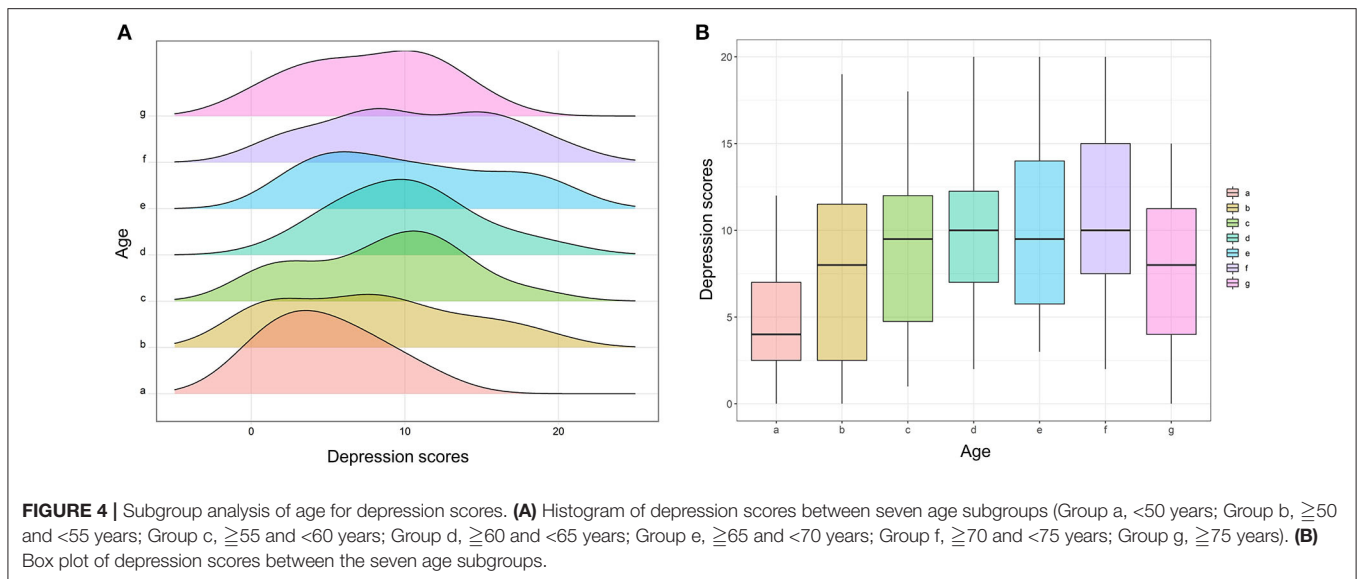 A
g
f
e
d
c
b
a
Age
0
10
20
Depression scores
B
20
15
10
5
0
Depression scores
a
b
c
d
e
f
g
Age
a
b
c
d
e
f
g
FIGURE 4 | Subgroup analysis of age for depression scores. (A) Histogram of depression scores between seven age subgroups (Group a, <50 years; Group b, ≧50
and <55 years; Group c, ≧55 and <60 years; Group d, ≧60 and <65 years; Group e, ≧65 and <70 years; Group f, ≧70 and <75 years; Group g, ≧75 years). (B)
Box plot of depression scores between the seven age subgroups.